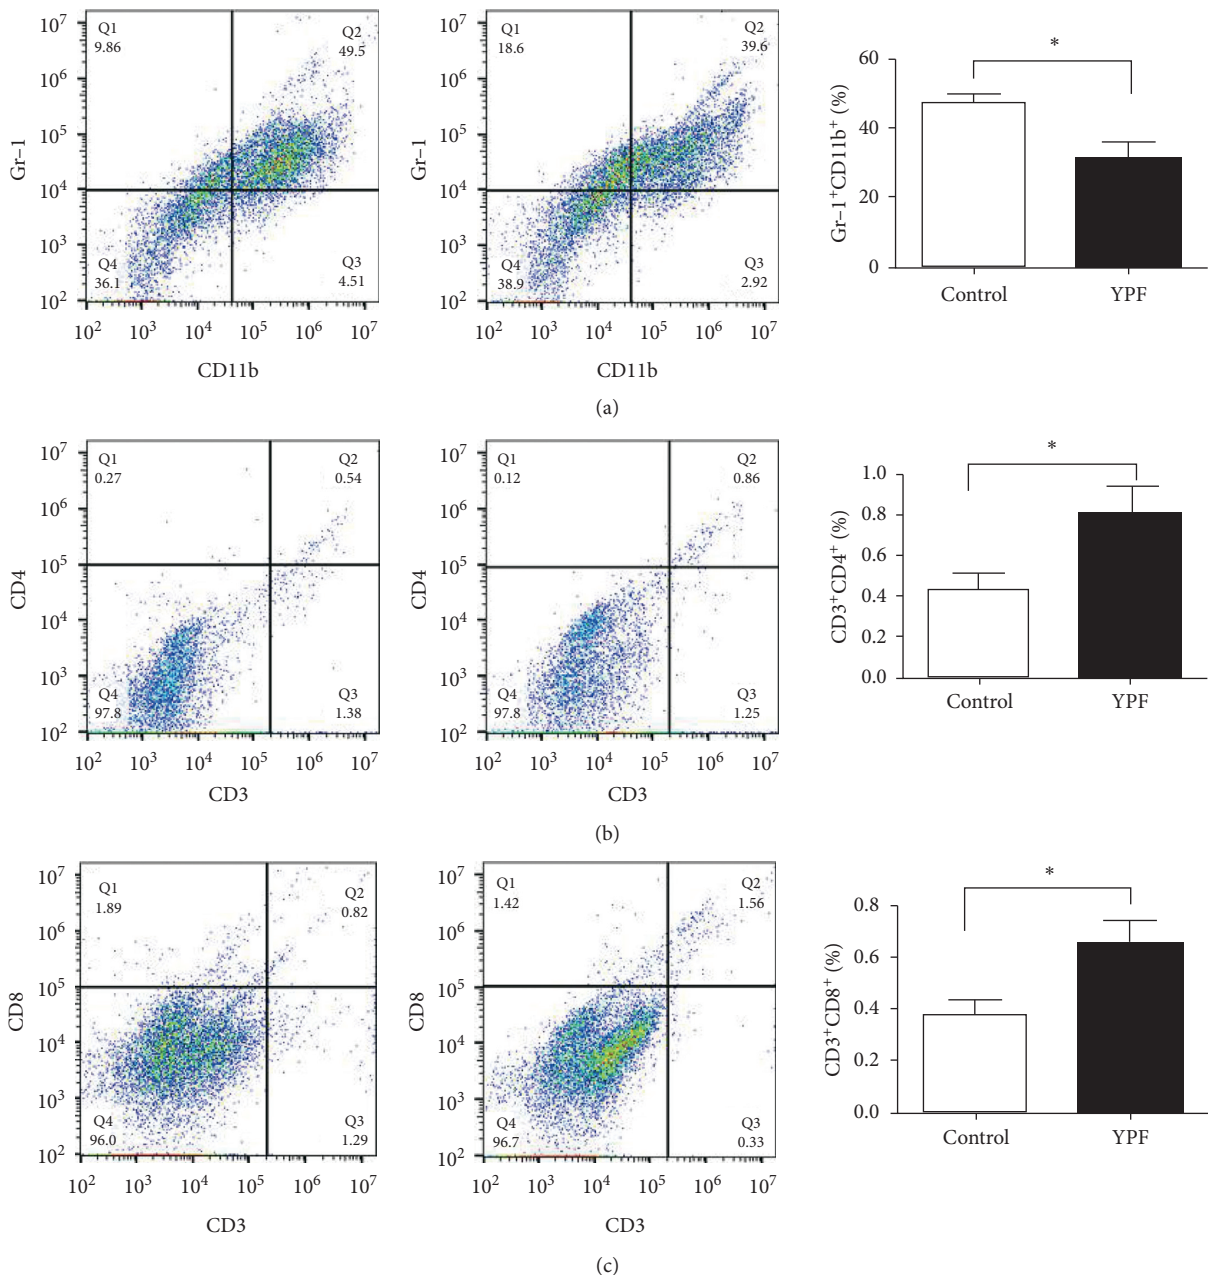 Q1
9.86
Q2
49.5
Q4
36.1
Q3
4.51
10⁷
10⁶
10⁵
10⁴
10³
10²
Gr–1
10² 10³ 10⁴ 10⁵ 10⁶ 10⁷
CD11b
Q1
18.6
Q2
39.6
Q4
38.9
Q3
2.92
10⁷
10⁶
10⁵
10⁴
10³
10²
Gr–1
10² 10³ 10⁴ 10⁵ 10⁶ 10⁷
CD11b
*
60
40
20
0
Gr–1⁺CD11b⁺ (%)
Control YPF
(a)
Q1
0.27
Q2
0.54
Q4
97.8
Q3
1.38
10⁷
10⁶
10⁵
10⁴
10³
10²
CD4
10² 10³ 10⁴ 10⁵ 10⁶ 10⁷
CD3
Q1
0.12
Q2
0.86
Q4
97.8
Q3
1.25
10⁷
10⁶
10⁵
10⁴
10³
10²
CD4
10² 10³ 10⁴ 10⁵ 10⁶ 10⁷
CD3
*
1.0
0.8
0.6
0.4
0.2
0.0
CD3⁺CD4⁺ (%)
Control YPF
(b)
Q1
1.89
Q2
0.82
Q4
96.0
Q3
1.29
10⁷
10⁶
10⁵
10⁴
10³
10²
CD8
10² 10³ 10⁴ 10⁵ 10⁶ 10⁷
CD3
Q1
1.42
Q2
1.56
Q4
96.7
Q3
0.33
10⁷
10⁶
10⁵
10⁴
10³
10²
CD8
10² 10³ 10⁴ 10⁵ 10⁶ 10⁷
CD3
*
0.8
0.6
0.4
0.2
0.0
CD3⁺CD8⁺ (%)
Control YPF
(c)